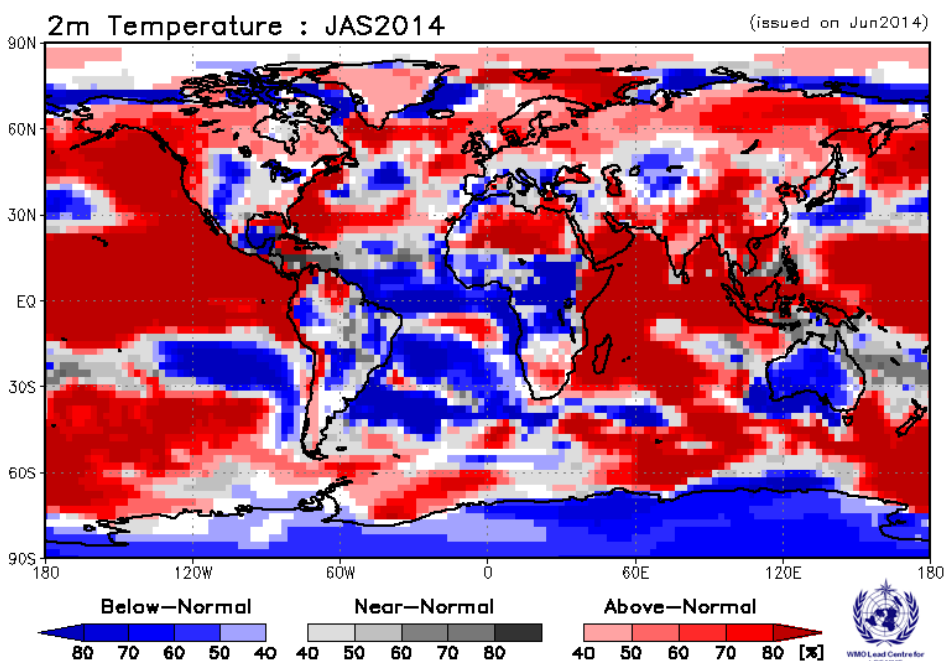 2m Temperature : JAS2014
(issued on Jun2014)
90N
60N
30N
EQ
30S
60S
90S
180 120W 60W 0 60E 120E 180
Below-Normal Near-Normal Above-Normal
80 70 60 50 40 40 50 60 70 80 40 50 60 70 80 [%]
WMO Lead Centre for